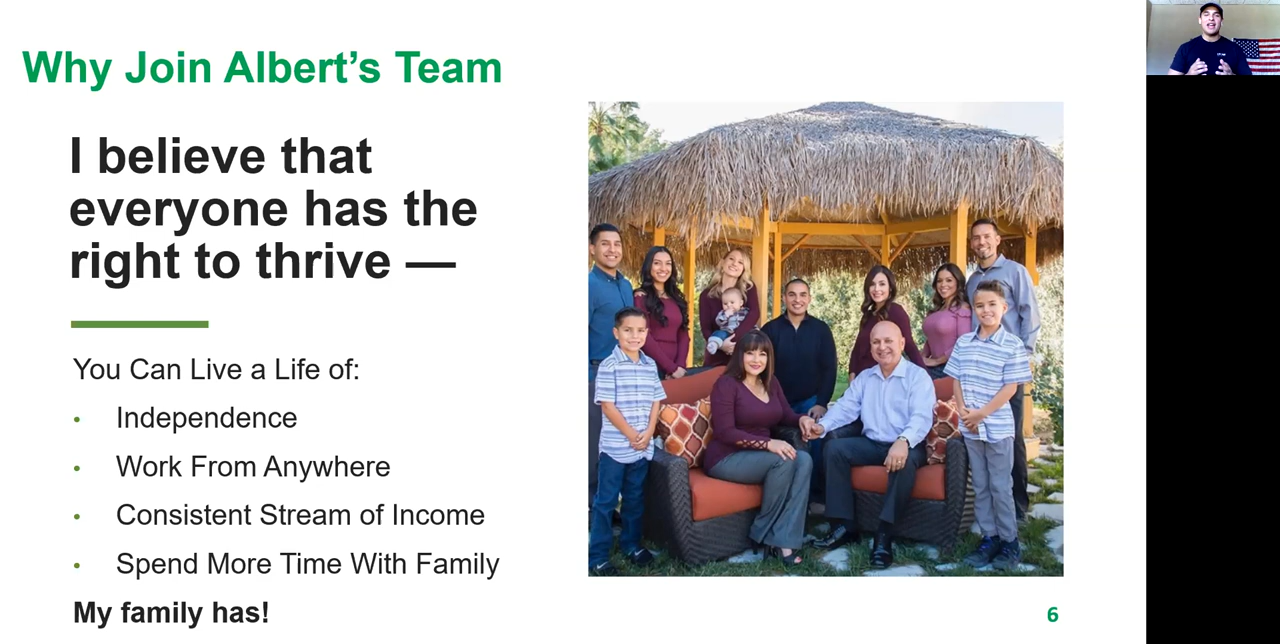 Why Join Albert's Team
I believe that
everyone has the
right to thrive —
You Can Live a Life of:
• Independence
• Work From Anywhere
• Consistent Stream of Income
• Spend More Time With Family
My family has!
6